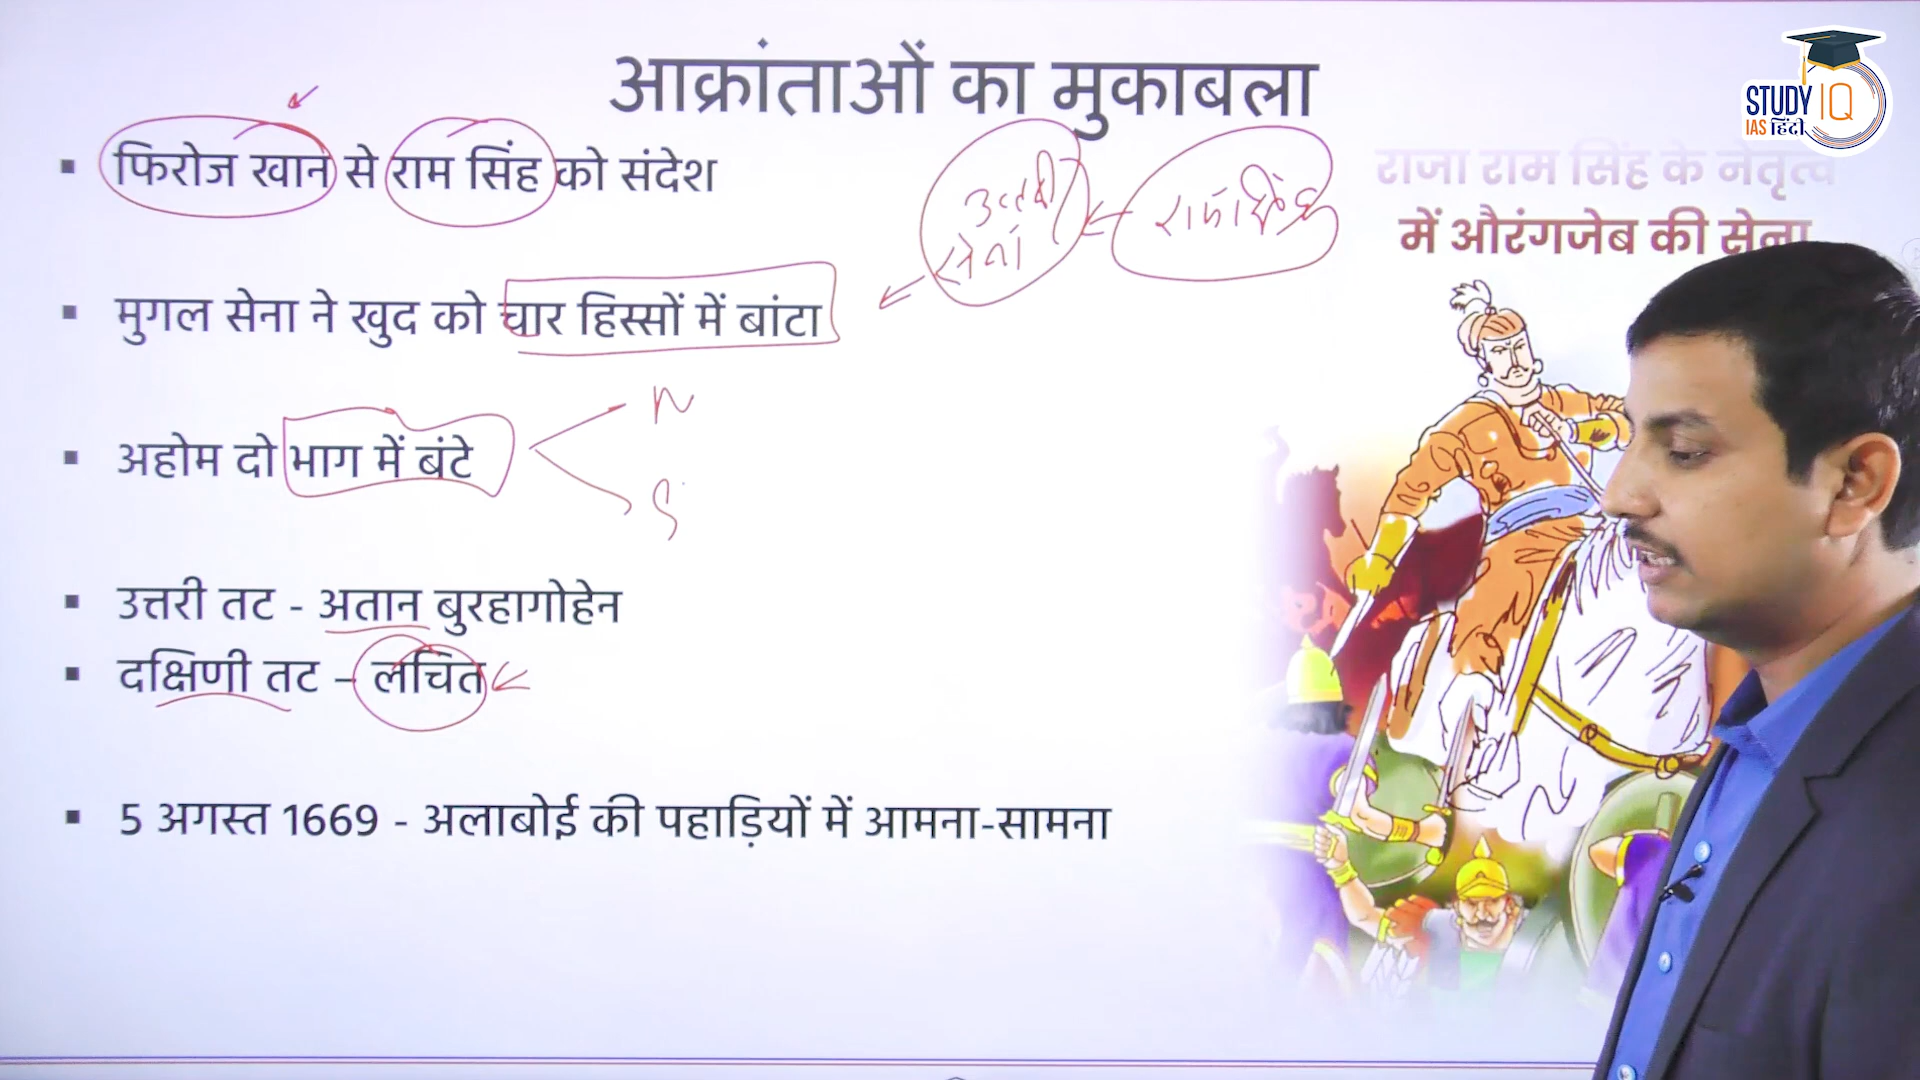 आक्रांताओं का मुकाबला
STUDY IQ
IAS हिंदी
▪ फिरोज खान से राम सिंह को संदेश
राजा राम सिंह के नेतृत्व
में औरंगजेब की सेना
▪ मुगल सेना ने खुद को चार हिस्सों में बांटा
N
▪ अहोम दो भाग में बंटे
S
▪ उत्तरी तट - अतान बुरहागोहेन
▪ दक्षिणी तट – लचित
▪ 5 अगस्त 1669 - अलाबोई की पहाड़ियों में आमना-सामना